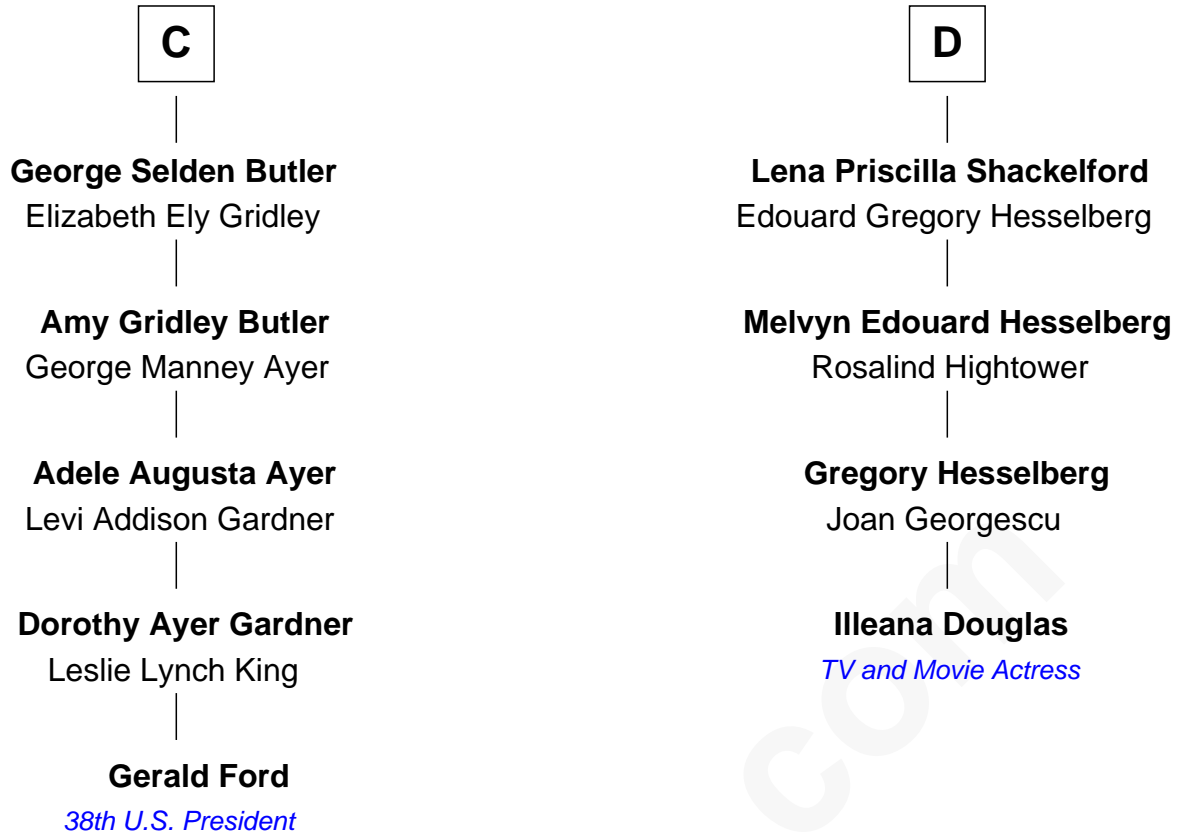 C
George Selden Butler
Elizabeth Ely Gridley
Amy Gridley Butler
George Manney Ayer
Adele Augusta Ayer
Levi Addison Gardner
Dorothy Ayer Gardner
Leslie Lynch King
Gerald Ford
38th U.S. President
D
Lena Priscilla Shackelford
Edouard Gregory Hesselberg
Melvyn Edouard Hesselberg
Rosalind Hightower
Gregory Hesselberg
Joan Georgescu
Illeana Douglas
TV and Movie Actress
com